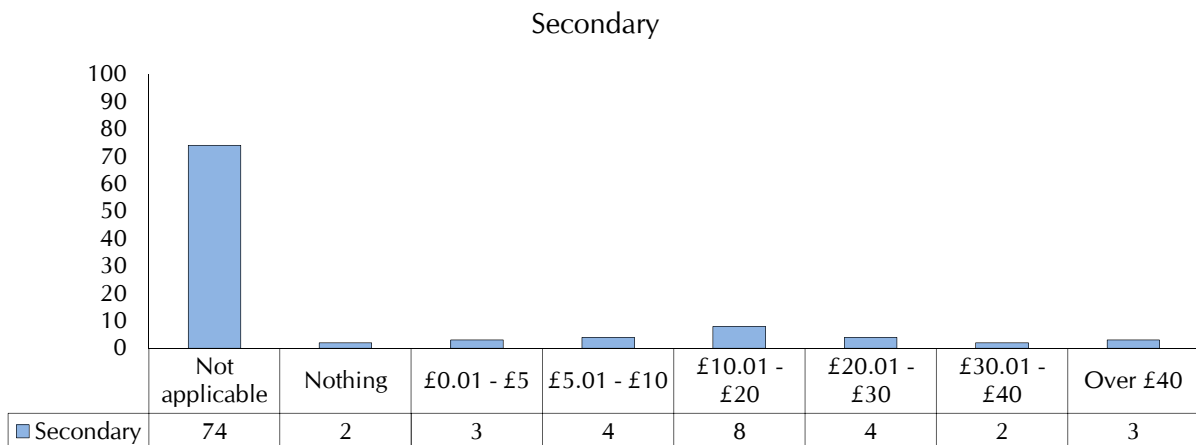 Secondary
100
90
80
70
60
50
40
30
20
10
0
Not applicable
Nothing
£0.01 - £5
£5.01 - £10
£10.01 - £20
£20.01 - £30
£30.01 - £40
Over £40
Secondary 74 2 3 4 8 4 2 3